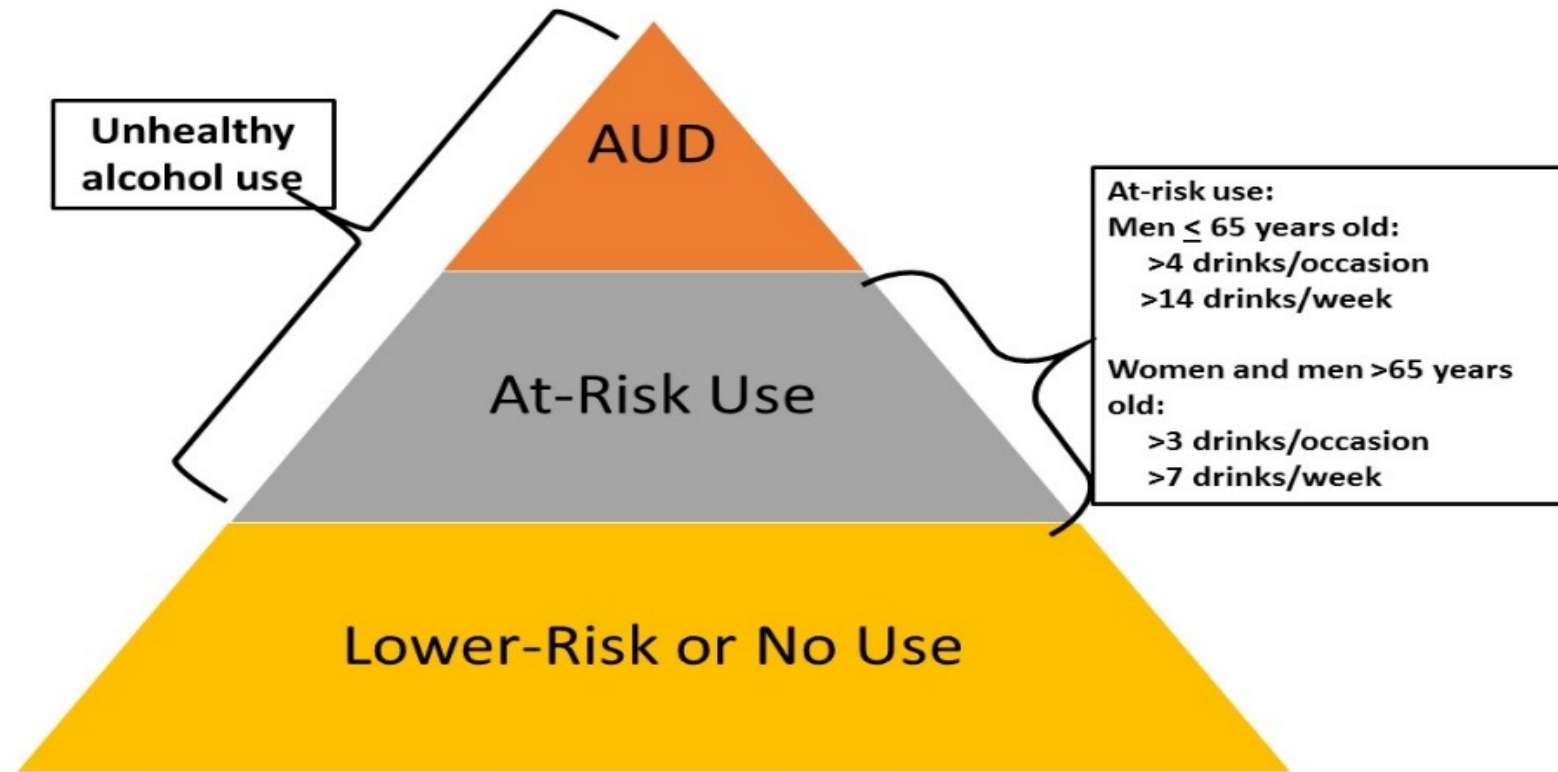 Unhealthy
alcohol use
AUD
At-Risk Use
Lower-Risk or No Use
At-risk use:
Men ≤ 65 years old:
>4 drinks/occasion
>14 drinks/week
Women and men >65 years
old:
>3 drinks/occasion
>7 drinks/week